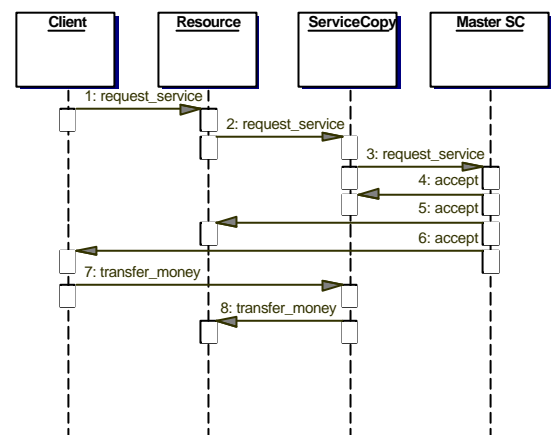 Client Resource ServiceCopy Master SC
1: request_service
2: request_service
3: request_service
4: accept
5: accept
6: accept
7: transfer_money
8: transfer_money